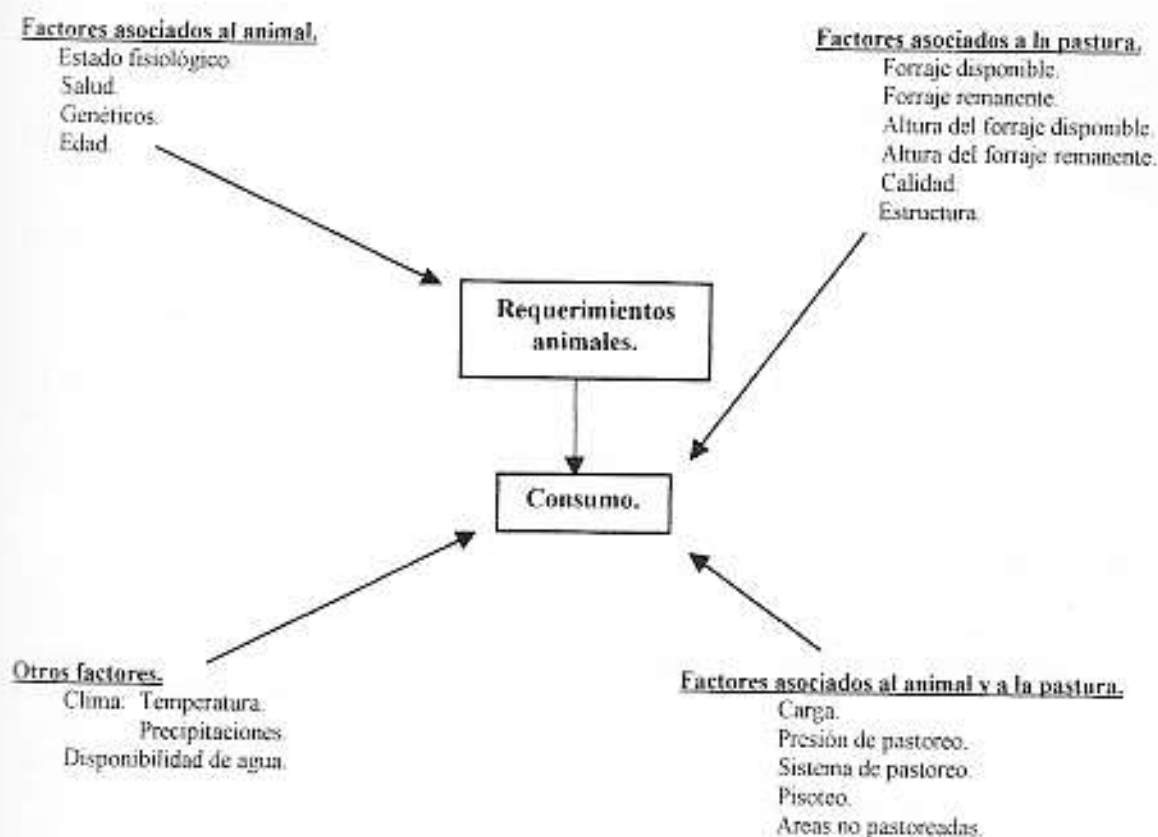 Factores asociados al animal.
Estado fisiológico.
Salud.
Genéticos.
Edad.
Factores asociados a la pastura.
Forraje disponible.
Forraje remanente.
Altura del forraje disponible.
Altura del forraje remanente.
Calidad.
Estructura.
Requerimientos
animales.
Consumo.
Otros factores.
Clima: Temperatura.
Precipitaciones.
Disponibilidad de agua.
Factores asociados al animal y a la pastura.
Carga.
Presión de pastoreo.
Sistema de pastoreo.
Pisoteo.
Areas no pastoreadas.